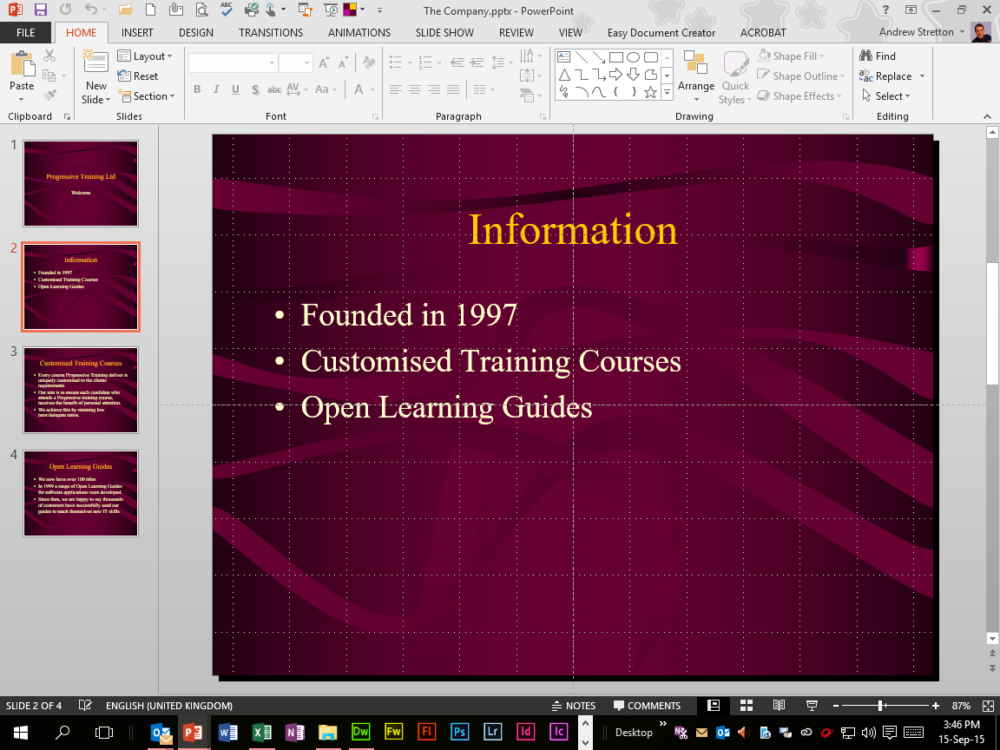 The Company.pptx - PowerPoint
?
FILE HOME INSERT DESIGN TRANSITIONS ANIMATIONS SLIDE SHOW REVIEW VIEW Easy Document Creator ACROBAT Andrew Stretton
Paste
Clipboard
New
Slide
Layout
Reset
Section
Slides
B I U S abc AV Aa A
Font
Paragraph
Arrange
Quick
Styles
Shape Fill
Shape Outline
Shape Effects
Drawing
Find
Replace
Select
Editing
1
Progressive Training Ltd
Welcome
2
Information
• Founded in 1997
• Customised Training Courses
• Open Learning Guides
3
Customised Training Courses
• Every course Progressive Training deliver is
uniquely customised to the clients
requirements
• Our aim is to ensure each candidate who
attends a Progressive training course,
receives the benefit of personal attention.
• We achieve this by retaining low
tutor/delegate ratios.
4
Open Learning Guides
• We now have over 100 titles
• In 1999 a range of Open Learning Guides
for software applications were developed.
• Since then, we are happy to say thousands
of customers have successfully used our
guides to teach themselves new IT skills
Information
• Founded in 1997
• Customised Training Courses
• Open Learning Guides
SLIDE 2 OF 4 ENGLISH (UNITED KINGDOM) NOTES COMMENTS 87%
Dw Fw Fl Ps Lr Id Ic Desktop
3:46 PM
15-Sep-15